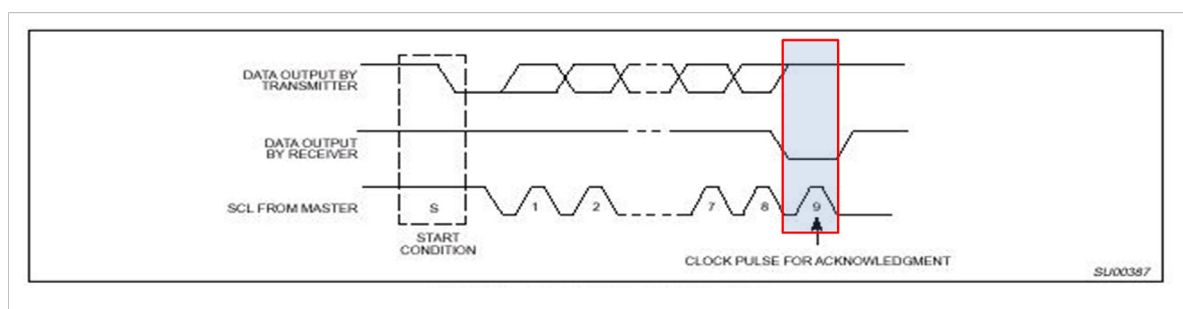 DATA OUTPUT BY
TRANSMITTER
DATA OUTPUT
BY RECEIVER
SCL FROM MASTER
S
1
2
7
8
9
START
CONDITION
CLOCK PULSE FOR ACKNOWLEDGMENT
SU00387